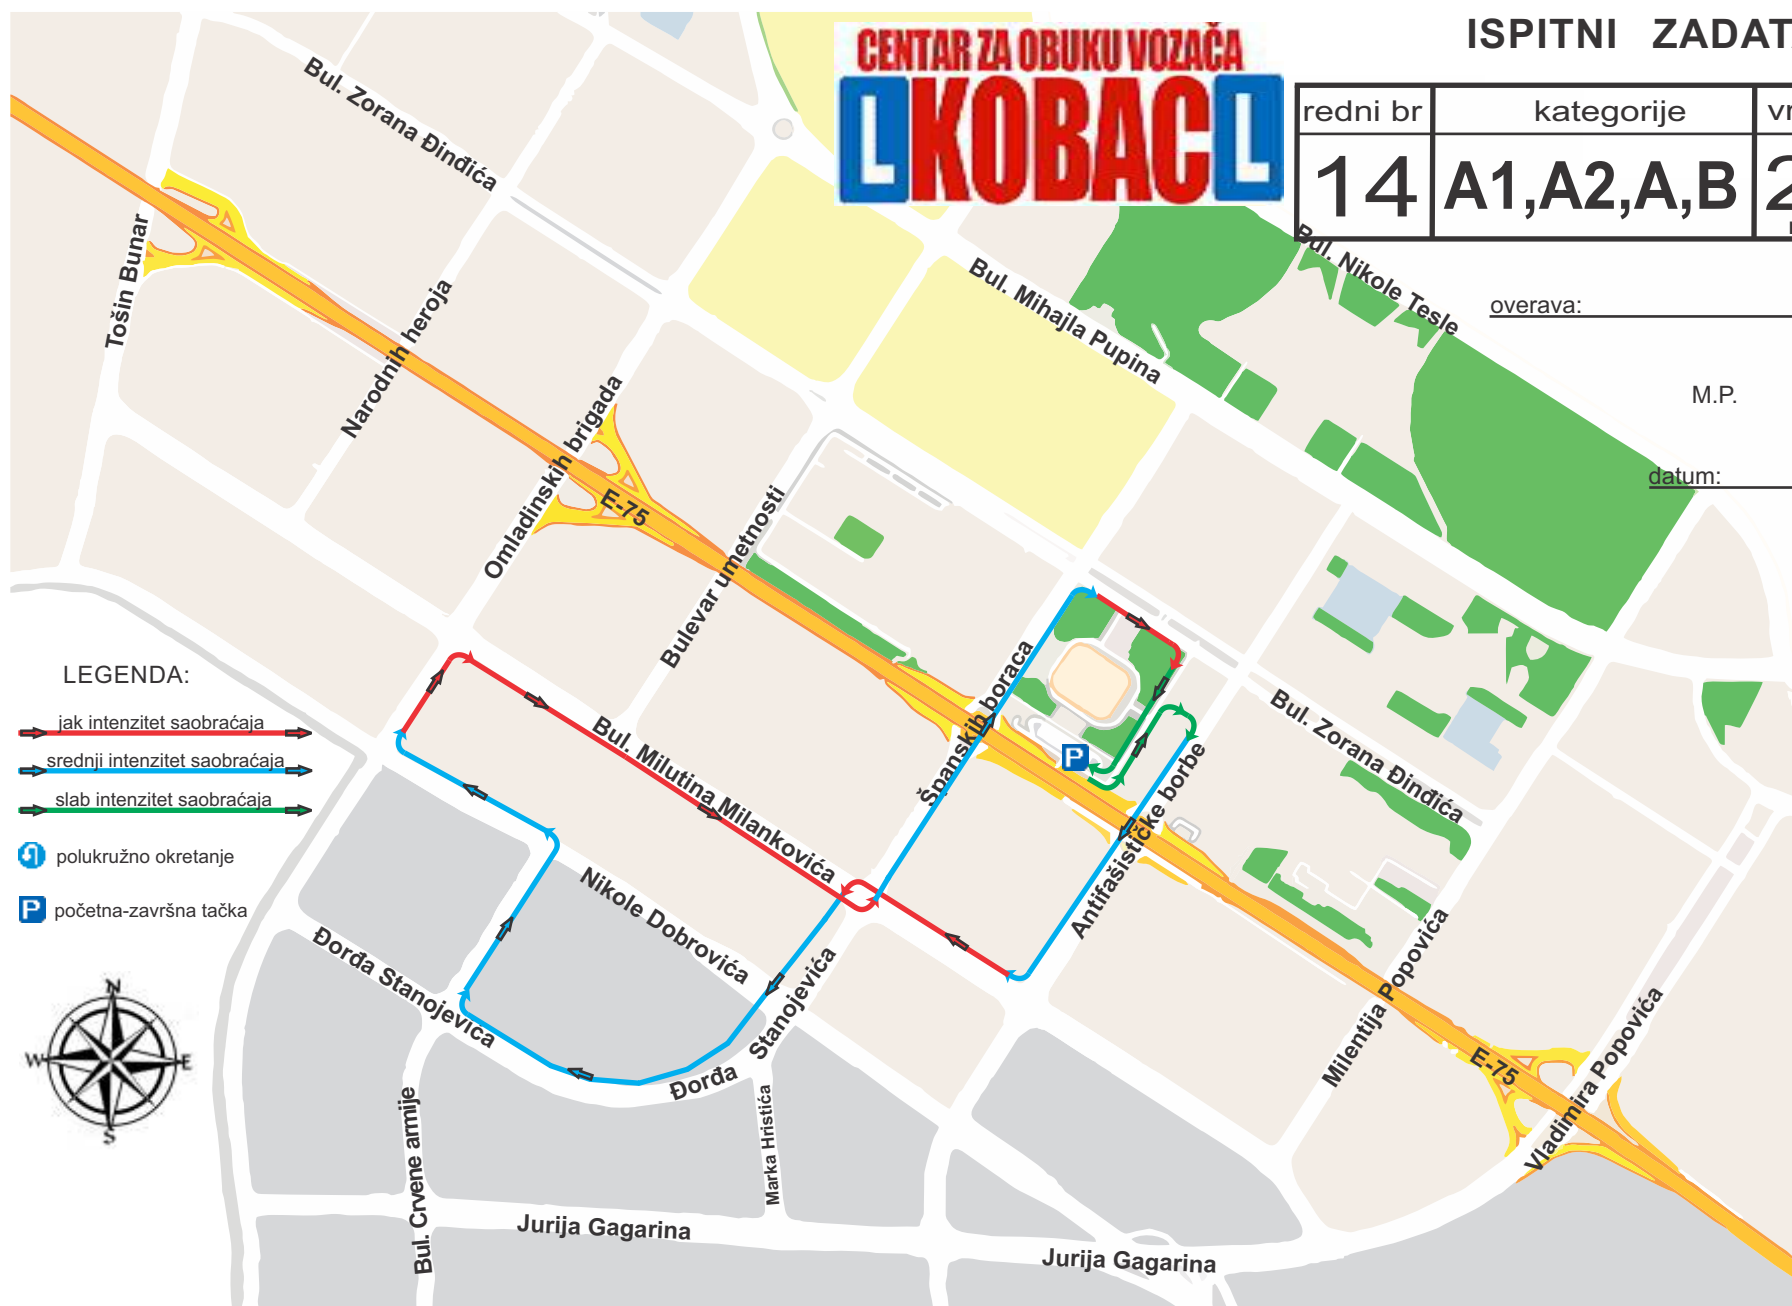 CENTAR ZA OBUKU VOZAČA
L KOBAC L
ISPITNI ZADAT
redni br
kategorije
vr
14
A1,A2,A,B
2
overava:
M.P.
datum:
Bul. Zorana Đinđića
Tošin Bunar
Narodnih heroja
Omladinskih brigada
E-75
Bulevar umetnosti
Bul. Mihajla Pupina
Bul. Nikole Tesle
Španskih boraca
Bul. Zorana Đinđića
P
Antifašističke borbe
Bul. Milutina Milankovića
Nikole Dobrovića
Đorđa Stanojevica
Đorđa
Stanojevića
Marka Hristića
Bul. Crvene armije
Jurija Gagarina
Jurija Gagarina
Milentija Popovića
Vladimira Popovića
E-75
LEGENDA:
jak intenzitet saobraćaja
srednji intenzitet saobraćaja
slab intenzitet saobraćaja
polukružno okretanje
P početna-završna tačka
N
W E
S